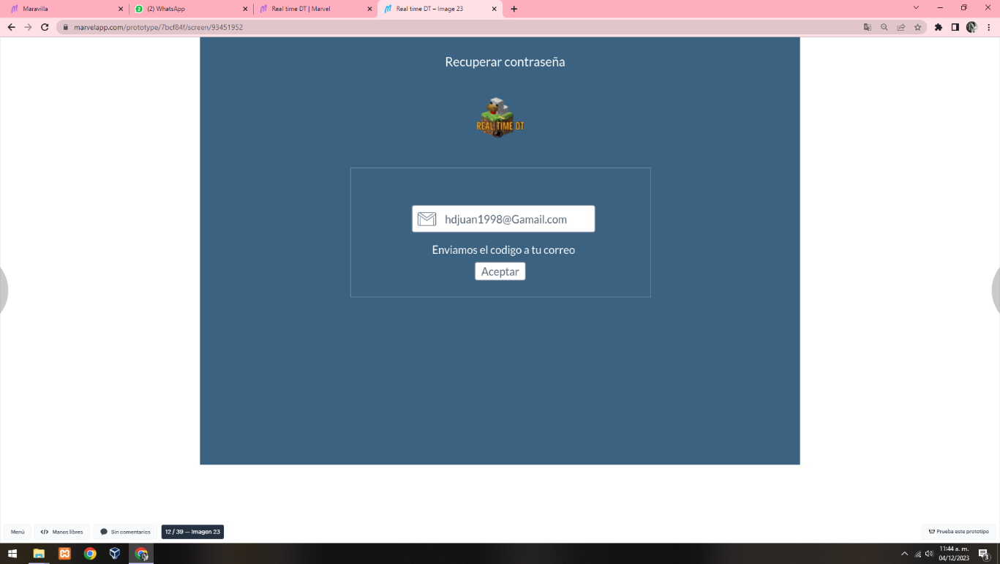 Maravilla
(2) WhatsApp
Real time DT | Marvel
Real time DT – Image 23
marvelapp.com/prototype/7bcf84f/screen/93451952
Recuperar contraseña
REAL TIME DT
hdjuan1998@Gamail.com
Enviamos el codigo a tu correo
Aceptar
Menú
Manos libres
Sin comentarios
12 / 39 — Imagen 23
Prueba este prototipo
11:44 a. m.
04/12/2023
3